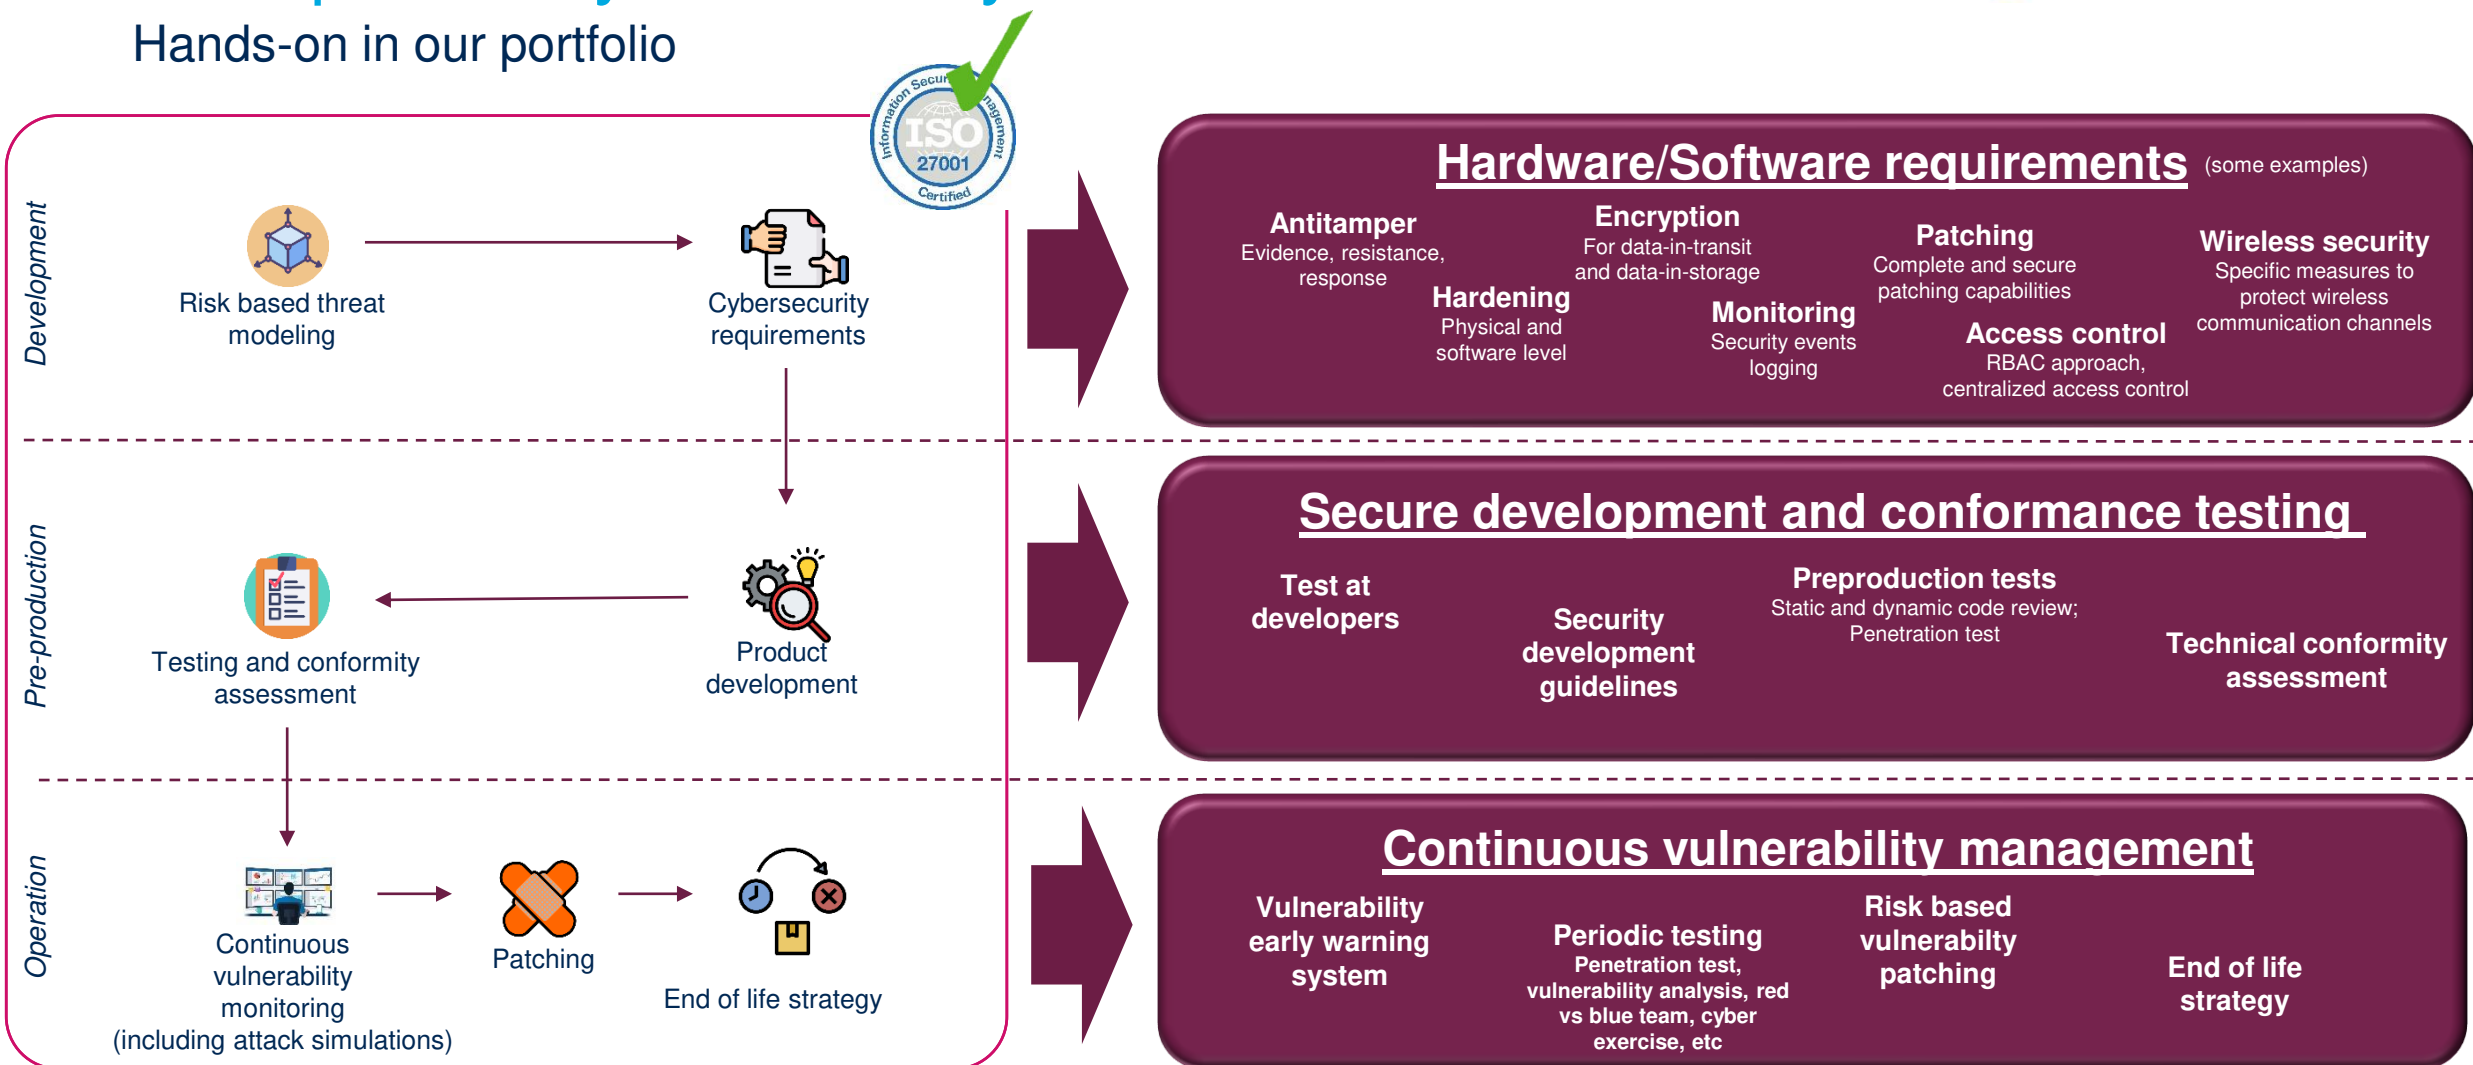 Hands-on in our portfolio
Information Security Management
ISO
27001
Certified
Development
Risk based threat
modeling
Cybersecurity
requirements
Hardware/Software requirements (some examples)
Antitamper
Evidence, resistance,
response
Encryption
For data-in-transit
and data-in-storage
Patching
Complete and secure
patching capabilities
Wireless security
Specific measures to
protect wireless
communication channels
Hardening
Physical and
software level
Monitoring
Security events
logging
Access control
RBAC approach,
centralized access control
Pre-production
Testing and conformity
assessment
Product
development
Secure development and conformance testing
Test at
developers
Security
development
guidelines
Preproduction tests
Static and dynamic code review;
Penetration test
Technical conformity
assessment
Operation
Continuous
vulnerability
monitoring
(including attack simulations)
Patching
End of life strategy
Continuous vulnerability management
Vulnerability
early warning
system
Periodic testing
Penetration test,
vulnerability analysis, red
vs blue team, cyber
exercise, etc
Risk based
vulnerabilty
patching
End of life
strategy